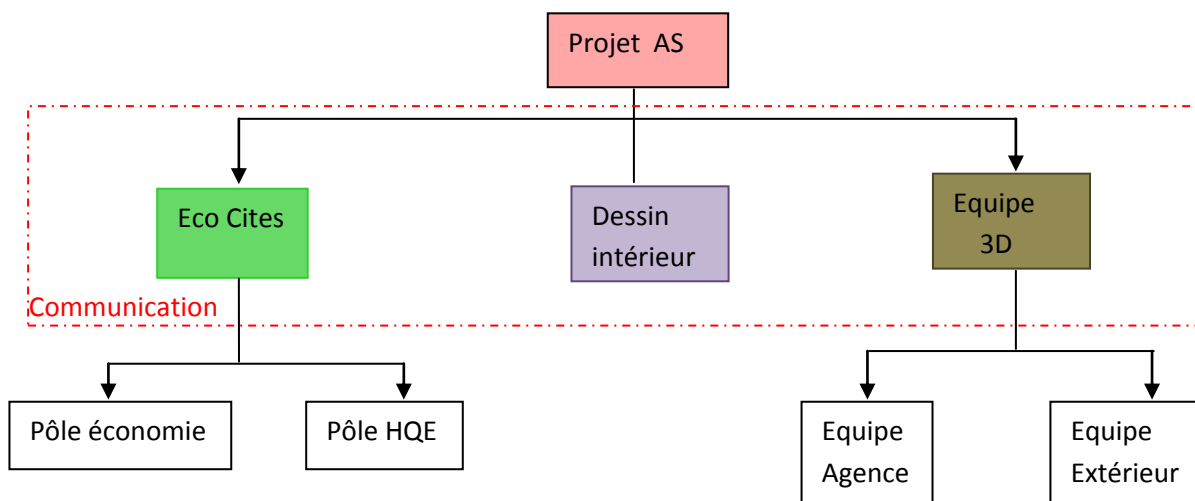 Projet AS
Eco Cites
Dessin
intérieur
Equipe
3D
Communication
Pôle économie
Pôle HQE
Equipe
Agence
Equipe
Extérieur